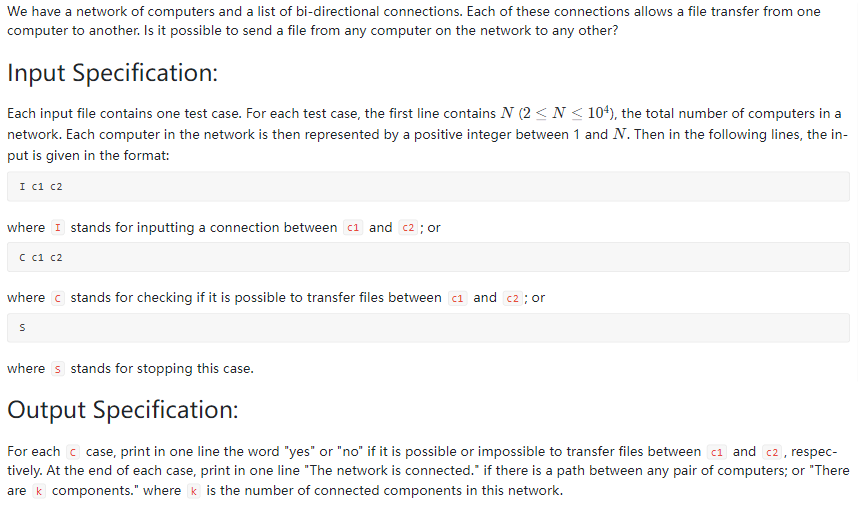 We have a network of computers and a list of bi-directional connections. Each of these connections allows a file transfer from one
computer to another. Is it possible to send a file from any computer on the network to any other?
Input Specification:
Each input file contains one test case. For each test case, the first line contains N (2 ≤ N ≤ 10⁴), the total number of computers in a
network. Each computer in the network is then represented by a positive integer between 1 and N. Then in the following lines, the in-
put is given in the format:
I c1 c2
where I stands for inputting a connection between c1 and c2 ; or
C c1 c2
where C stands for checking if it is possible to transfer files between c1 and c2 ; or
S
where S stands for stopping this case.
Output Specification:
For each C case, print in one line the word "yes" or "no" if it is possible or impossible to transfer files between c1 and c2 , respec-
tively. At the end of each case, print in one line "The network is connected." if there is a path between any pair of computers; or "There
are k components." where k is the number of connected components in this network.